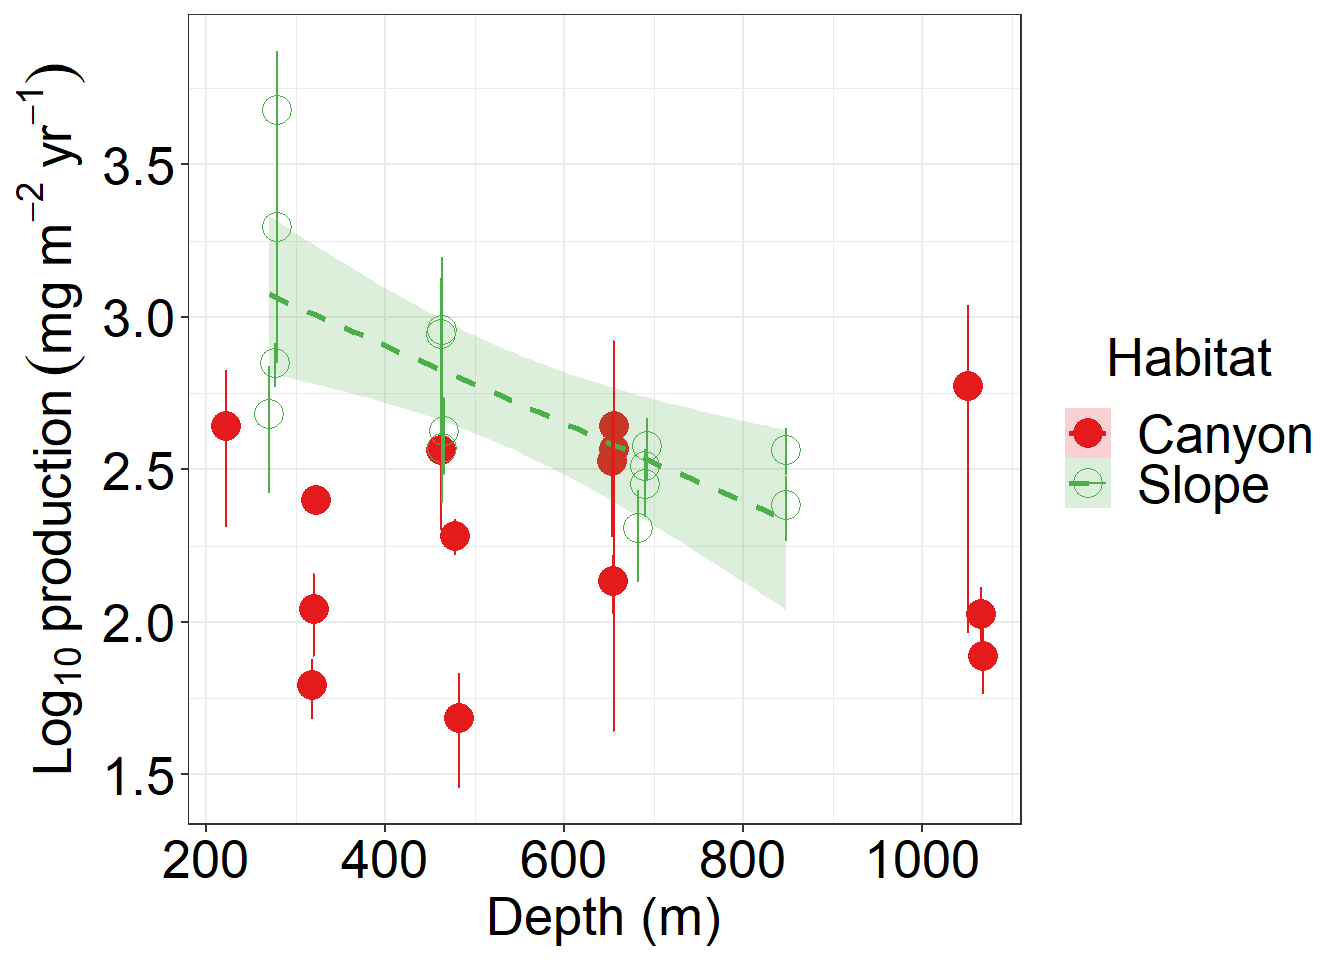 Log₁₀ production (mg m⁻² yr⁻¹)
3.5
3.0
2.5
2.0
1.5
200 400 600 800 1000
Depth (m)
Habitat
Canyon
Slope